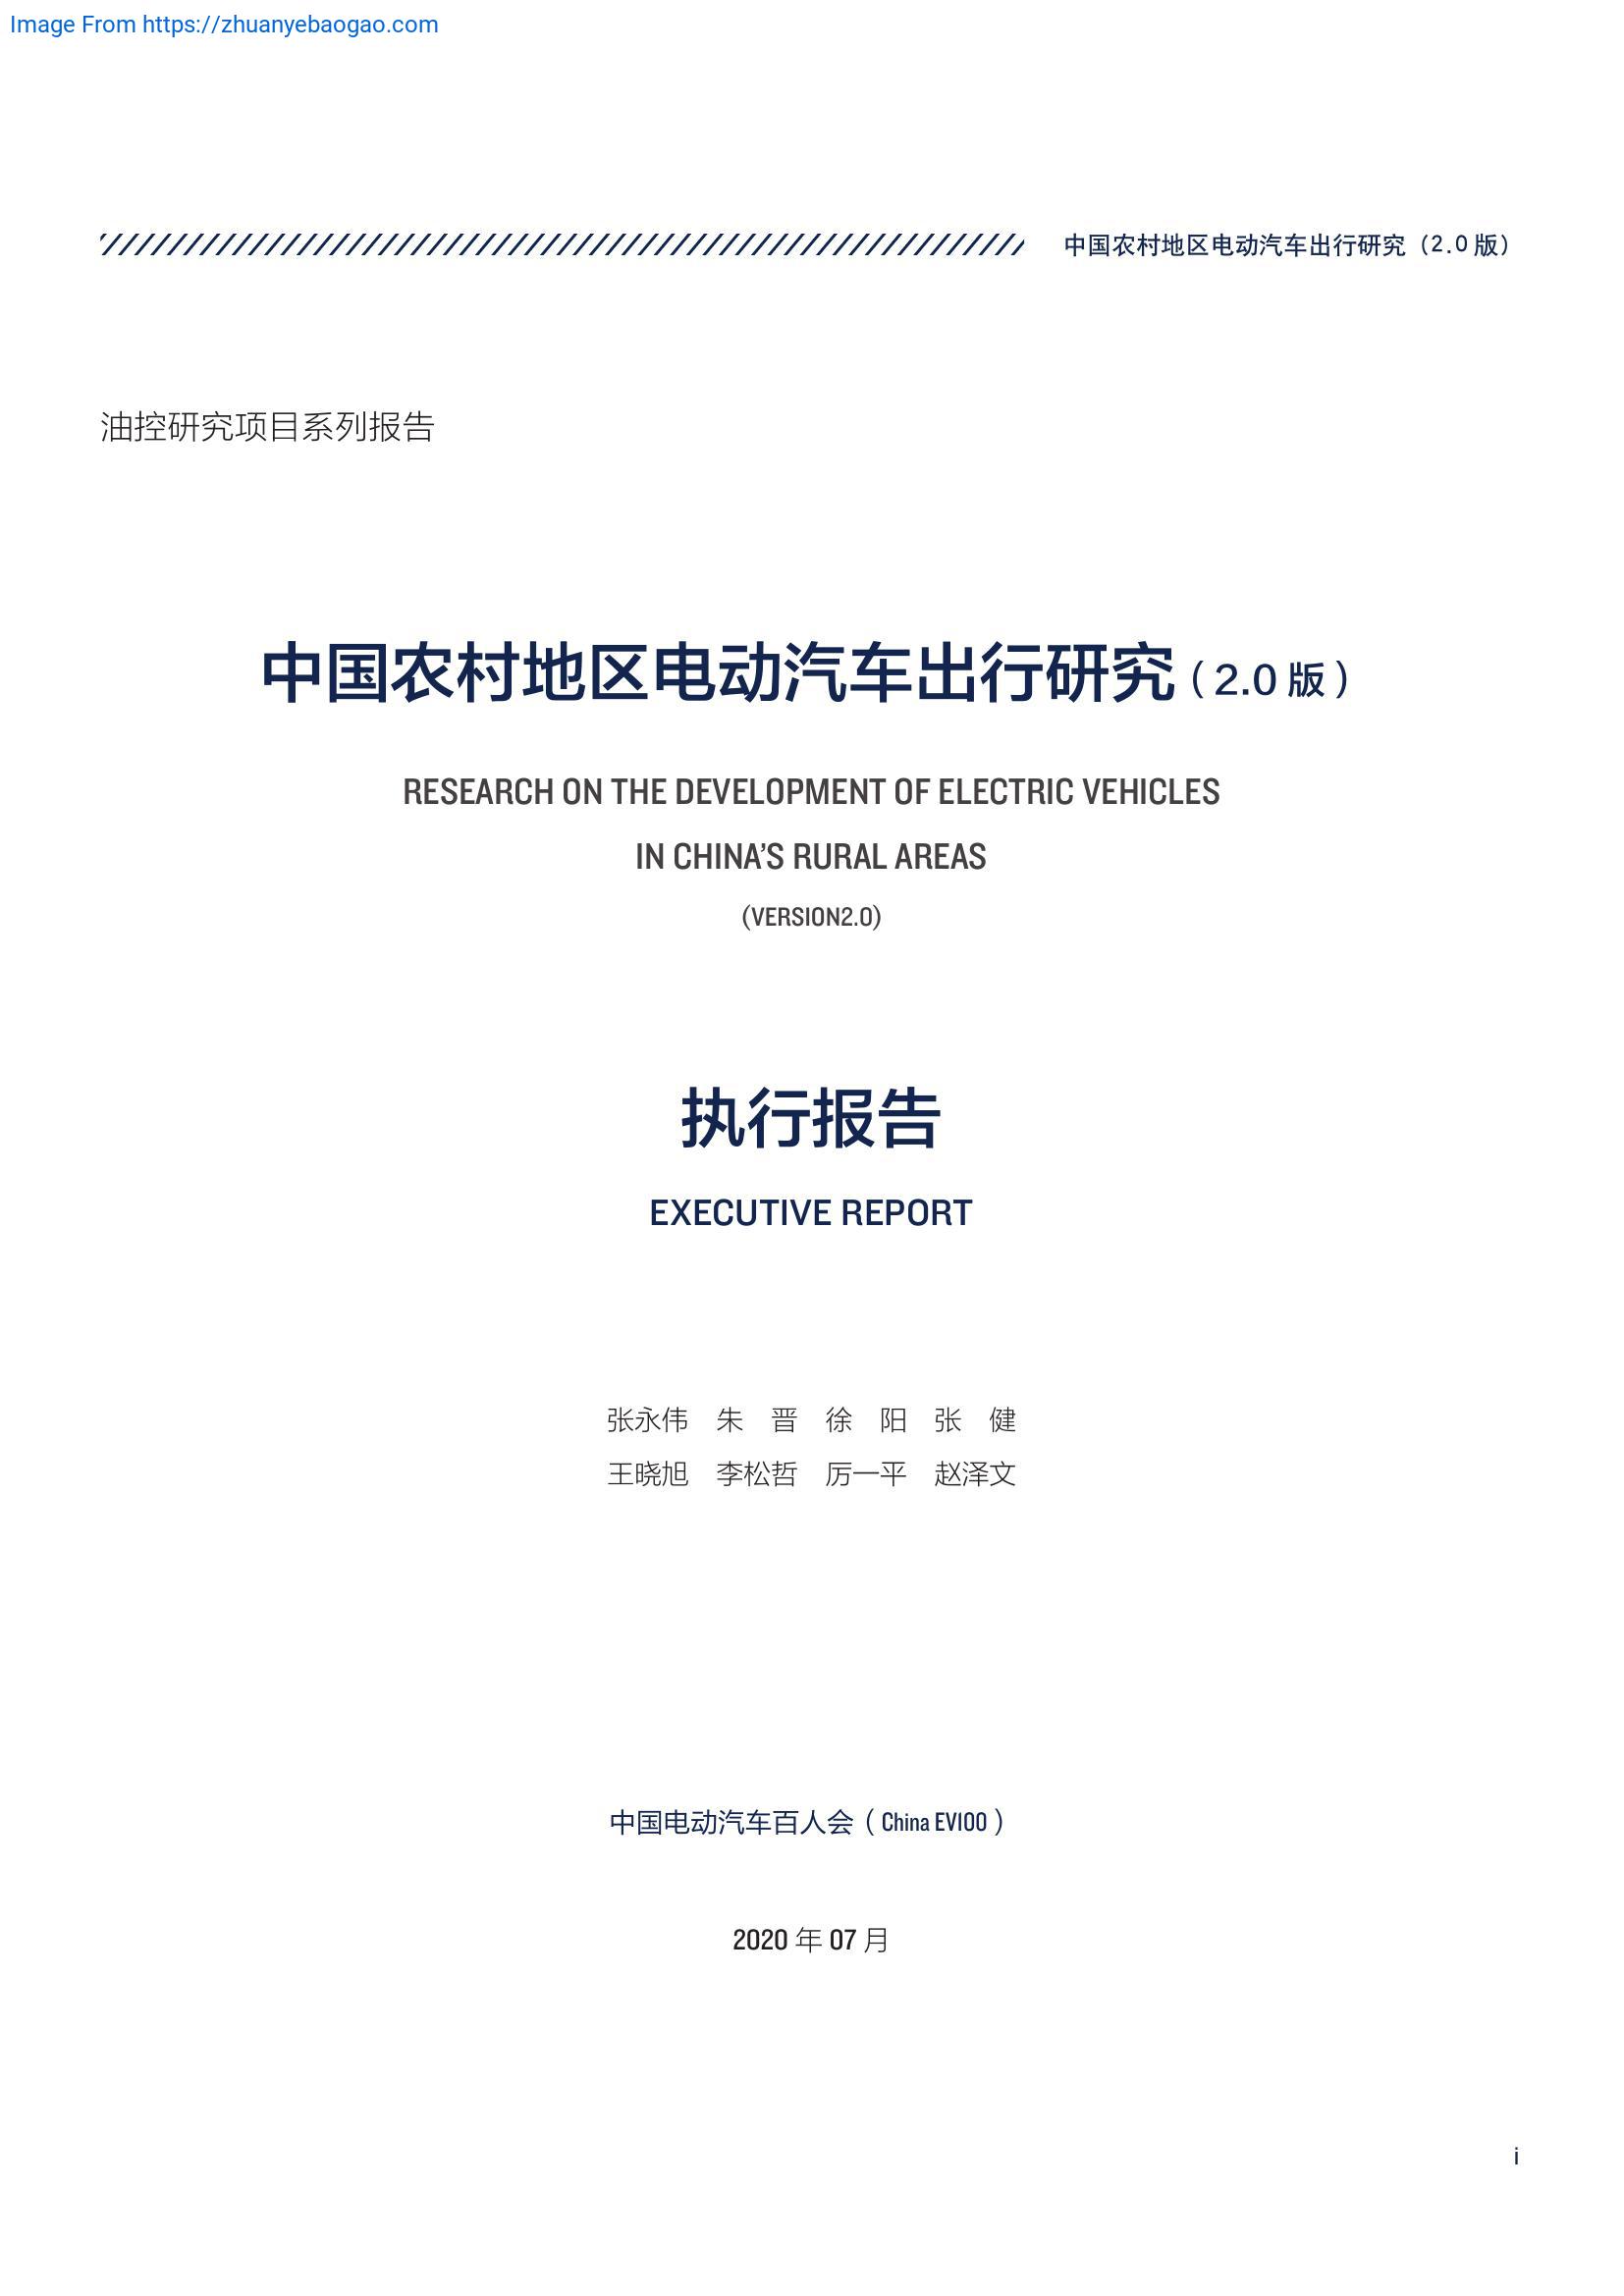 Image From https://zhuanyebaogao.com
中国农村地区电动汽车出行研究（2.0 版）
油控研究项目系列报告
中国农村地区电动汽车出行研究（2.0 版）
RESEARCH ON THE DEVELOPMENT OF ELECTRIC VEHICLES
IN CHINA’S RURAL AREAS
(VERSION2.0)
执行报告
EXECUTIVE REPORT
张永伟 朱 晋 徐 阳 张 健
王晓旭 李松哲 厉一平 赵泽文
中国电动汽车百人会（China EV100）
2020 年 07 月
i